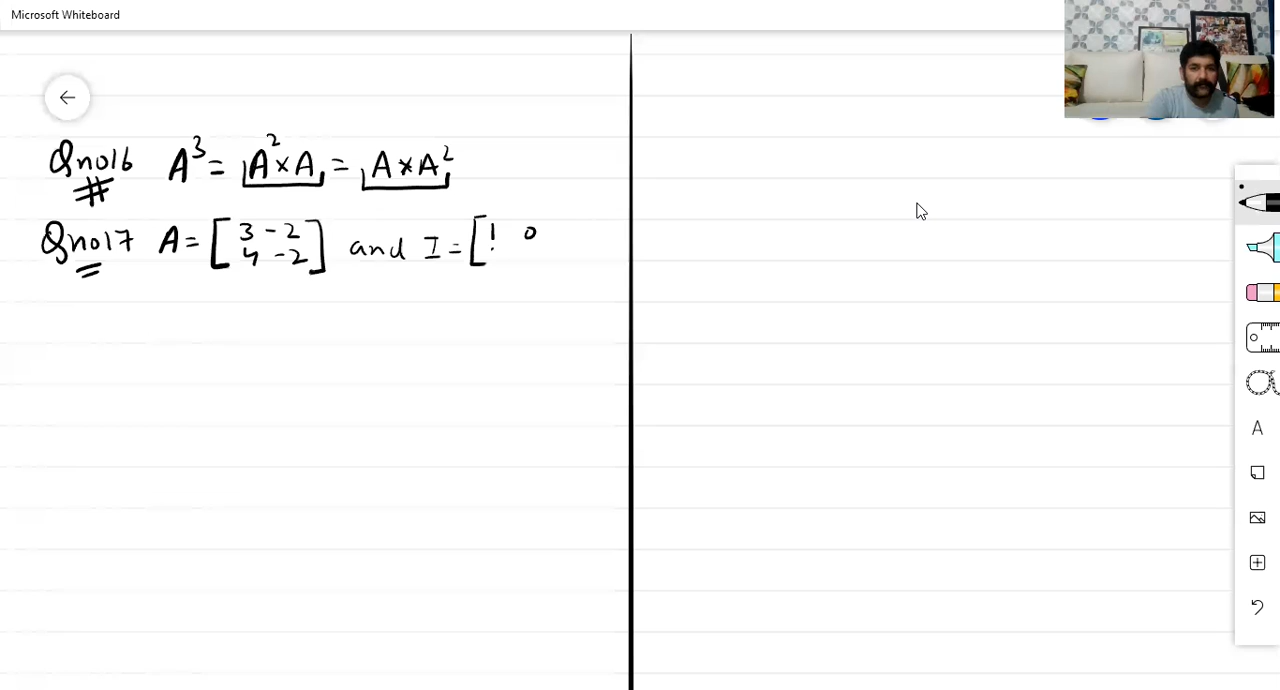 Microsoft Whiteboard
Qno16 A³ = A² × A = A × A²
Qno17 A = [ 3 -2 ] and I = [ 1 0
4 -2
A